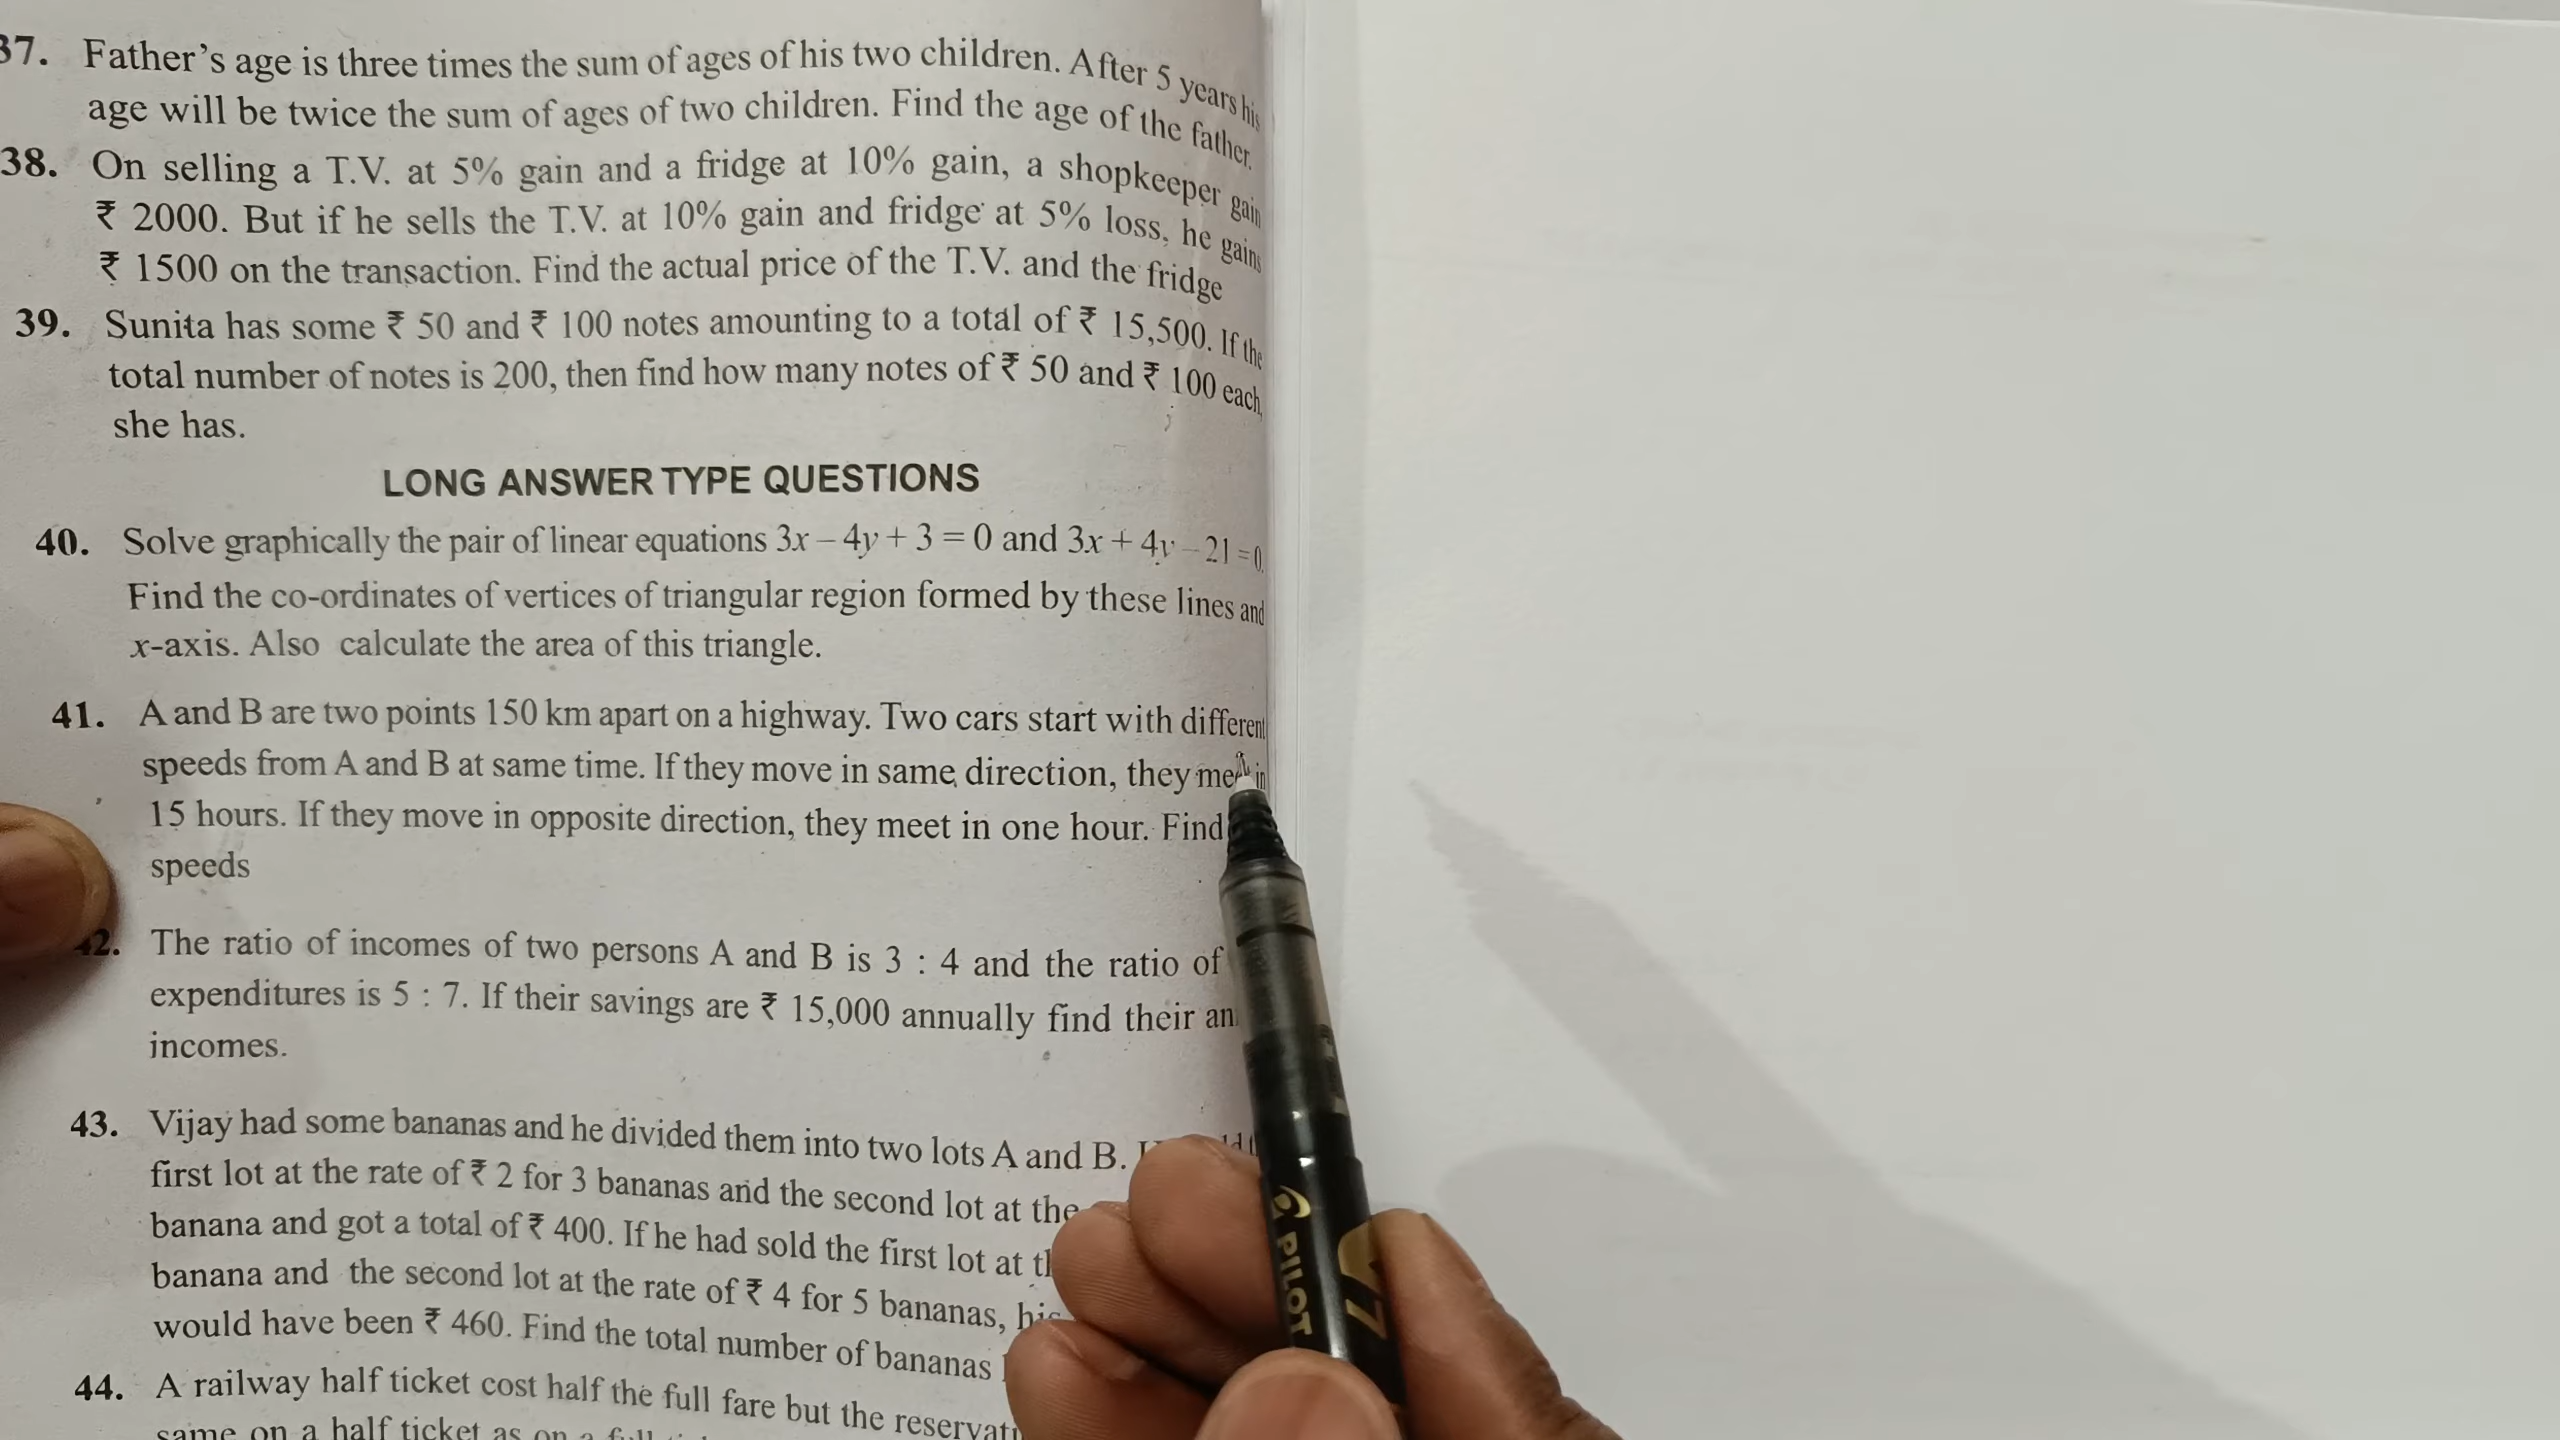 37. Father's age is three times the sum of ages of his two children. After 5 years his
age will be twice the sum of ages of two children. Find the age of the father.
38. On selling a T.V. at 5% gain and a fridge at 10% gain, a shopkeeper gain
₹ 2000. But if he sells the T.V. at 10% gain and fridge at 5% loss, he gains
₹ 1500 on the transaction. Find the actual price of the T.V. and the fridge
39. Sunita has some ₹ 50 and ₹ 100 notes amounting to a total of ₹ 15,500. If the
total number of notes is 200, then find how many notes of ₹ 50 and ₹ 100 each,
she has.
LONG ANSWER TYPE QUESTIONS
40. Solve graphically the pair of linear equations 3x – 4y + 3 = 0 and 3x + 4y – 21 = 0.
Find the co-ordinates of vertices of triangular region formed by these lines and
x-axis. Also calculate the area of this triangle.
41. A and B are two points 150 km apart on a highway. Two cars start with different
speeds from A and B at same time. If they move in same direction, they in
15 hours. If they move in opposite direction, they meet in one hour. Find
speeds
42. The ratio of incomes of two persons A and B is 3 : 4 and the ratio of
expenditures is 5 : 7. If their savings are ₹ 15,000 annually find their
incomes.
43. Vijay had some bananas and he divided them into two lots A and B.
first lot at the rate of ₹ 2 for 3 bananas and the second lot at the
banana and got a total of ₹ 400. If he had sold the first lot at
banana and the second lot at the rate of ₹ 4 for 5 bananas,
would have been ₹ 460. Find the total number of bananas
44. A railway half ticket cost half the full fare but the
same on a half ticket as on a
PILOT
V7